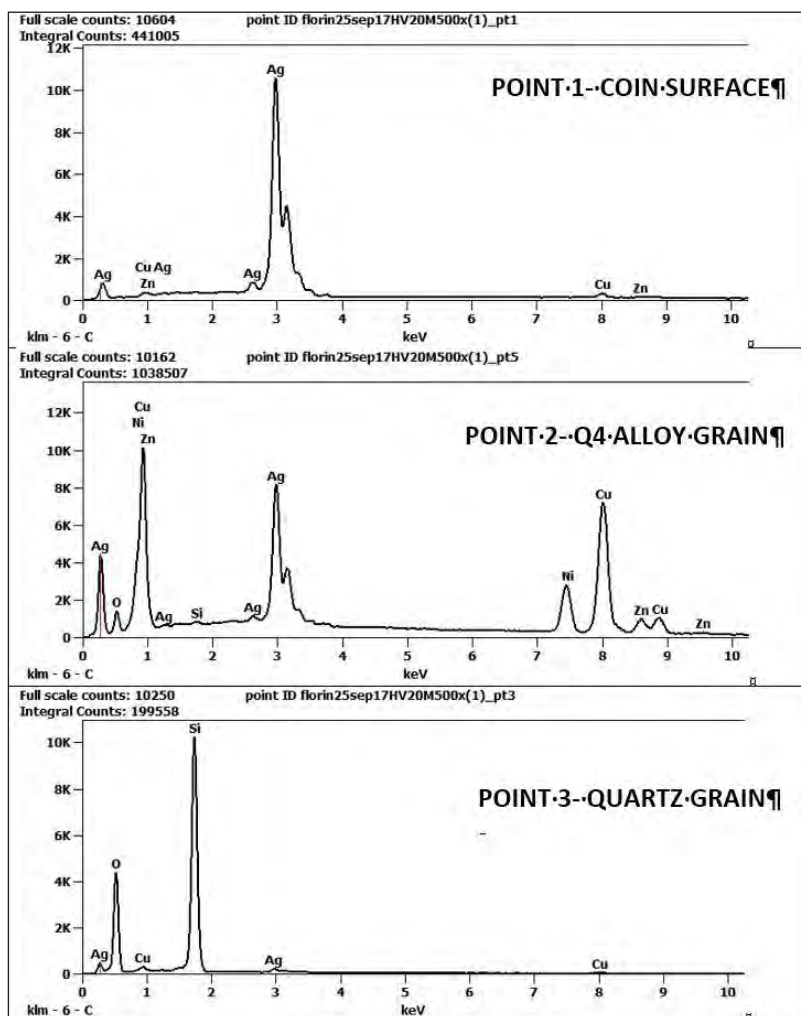 Full scale counts: 10604 point ID florin25sep17HV20M500x(1)_pt1
Integral Counts: 441005
12K
Ag
10K
POINT·1-·COIN·SURFACE¶
8K
6K
4K
2K
Ag
Cu Ag
Zn
Ag
Cu
Zn
0
0 1 2 3 4 5 6 7 8 9 10
klm - 6 - C keV
¤
Full scale counts: 10162 point ID florin25sep17HV20M500x(1)_pt5
Integral Counts: 1038507
12K
Cu
Ni
Zn
POINT·2-·Q4·ALLOY·GRAIN¶
10K
8K
Ag
Cu
6K
4K
Ag
2K
O
Ag
Si
Ag
Ni
Zn
Cu
Zn
0
0 1 2 3 4 5 6 7 8 9 10
klm - 6 - C keV
¤
Full scale counts: 10250 point ID florin25sep17HV20M500x(1)_pt3
Integral Counts: 199558
Si
10K
8K
POINT·3-·QUARTZ·GRAIN¶
6K
O
4K
2K
Ag
Cu
Ag
Cu
0
0 1 2 3 4 5 6 7 8 9 10
klm - 6 - C keV
¤